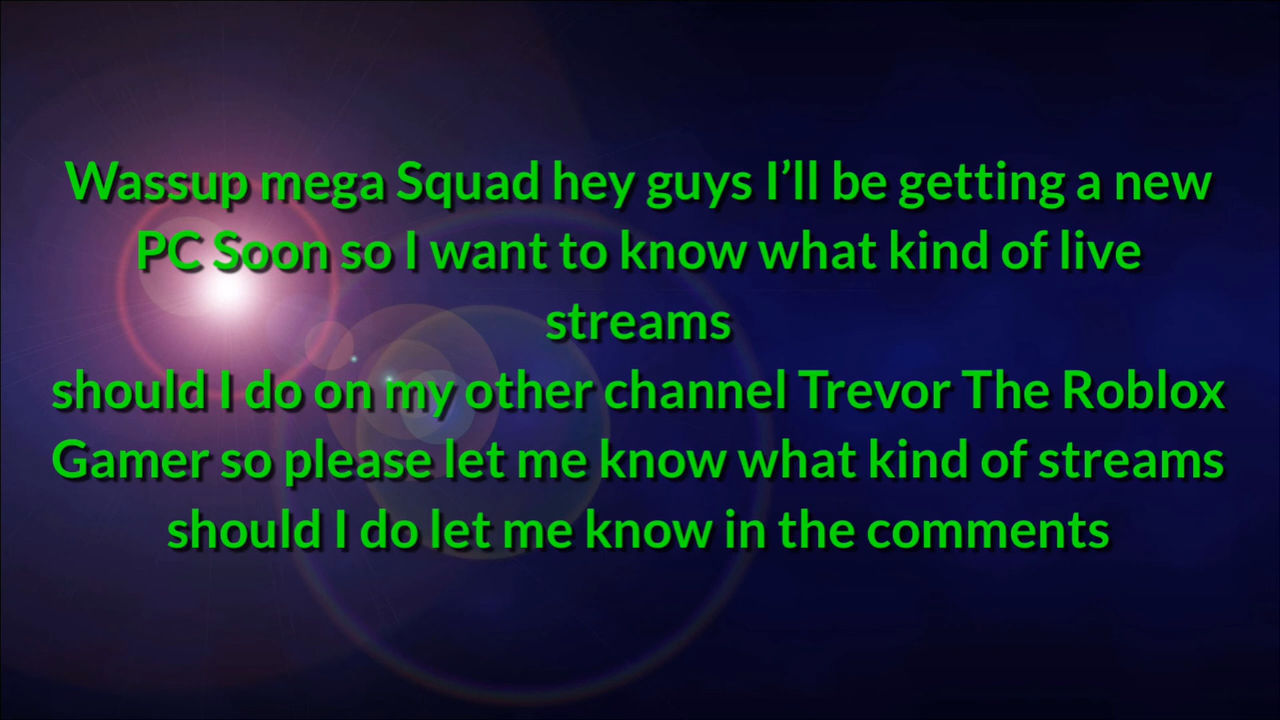 Wassup mega Squad hey guys I’ll be getting a new
PC Soon so I want to know what kind of live
streams
should I do on my other channel Trevor The Roblox
Gamer so please let me know what kind of streams
should I do let me know in the comments